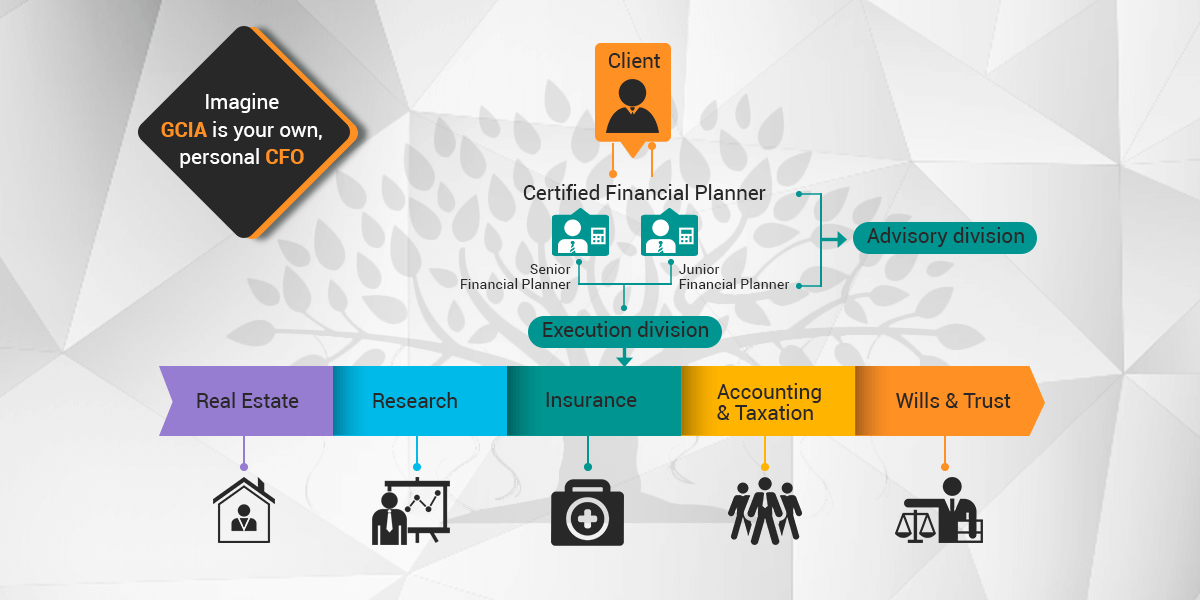 Imagine
GCIA is your own,
personal CFO
Client
Certified Financial Planner
Senior
Financial Planner
Junior
Financial Planner
Advisory division
Execution division
Real Estate
Research
Insurance
Accounting
& Taxation
Wills & Trust